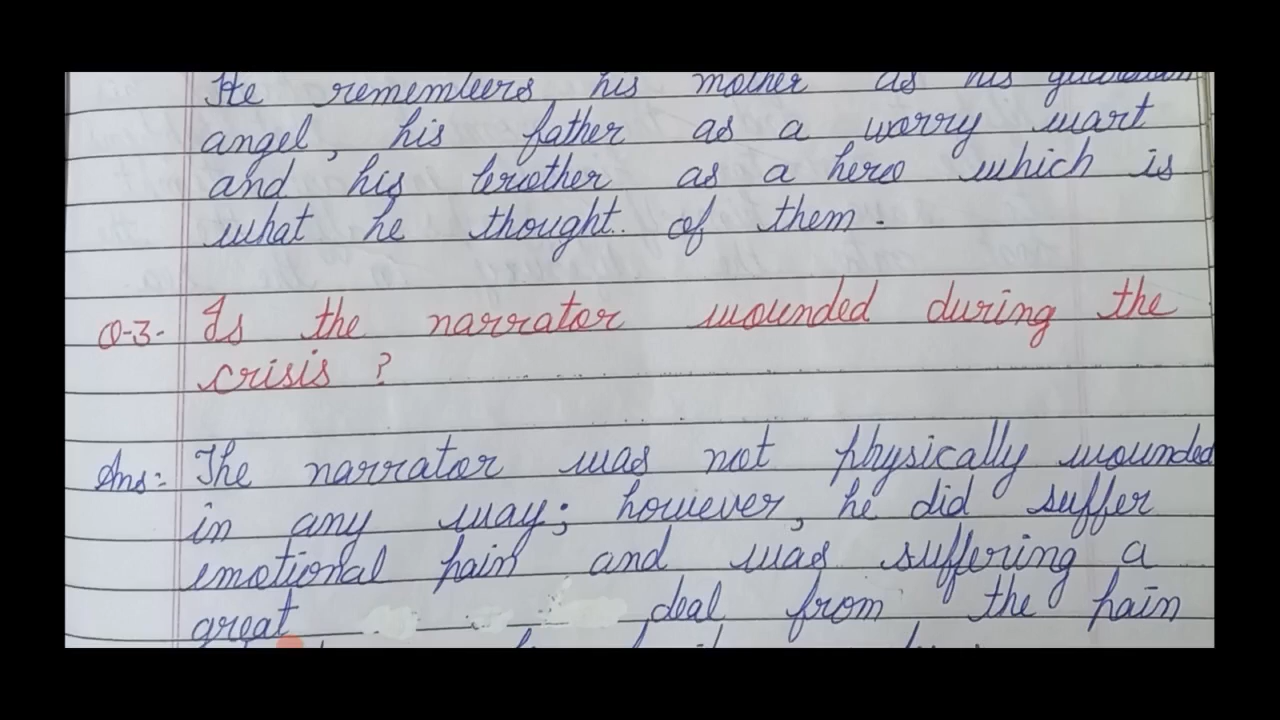 He remembers his mother as his guardian
angel, his father as a worry wart
and his brother as a hero which is
what he thought of them.
Q-3- Is the narrator wounded during the
crisis ?
Ans:- The narrator was not physically wounded
in any way; however, he did suffer
emotional pain and was suffering a
great deal from the pain